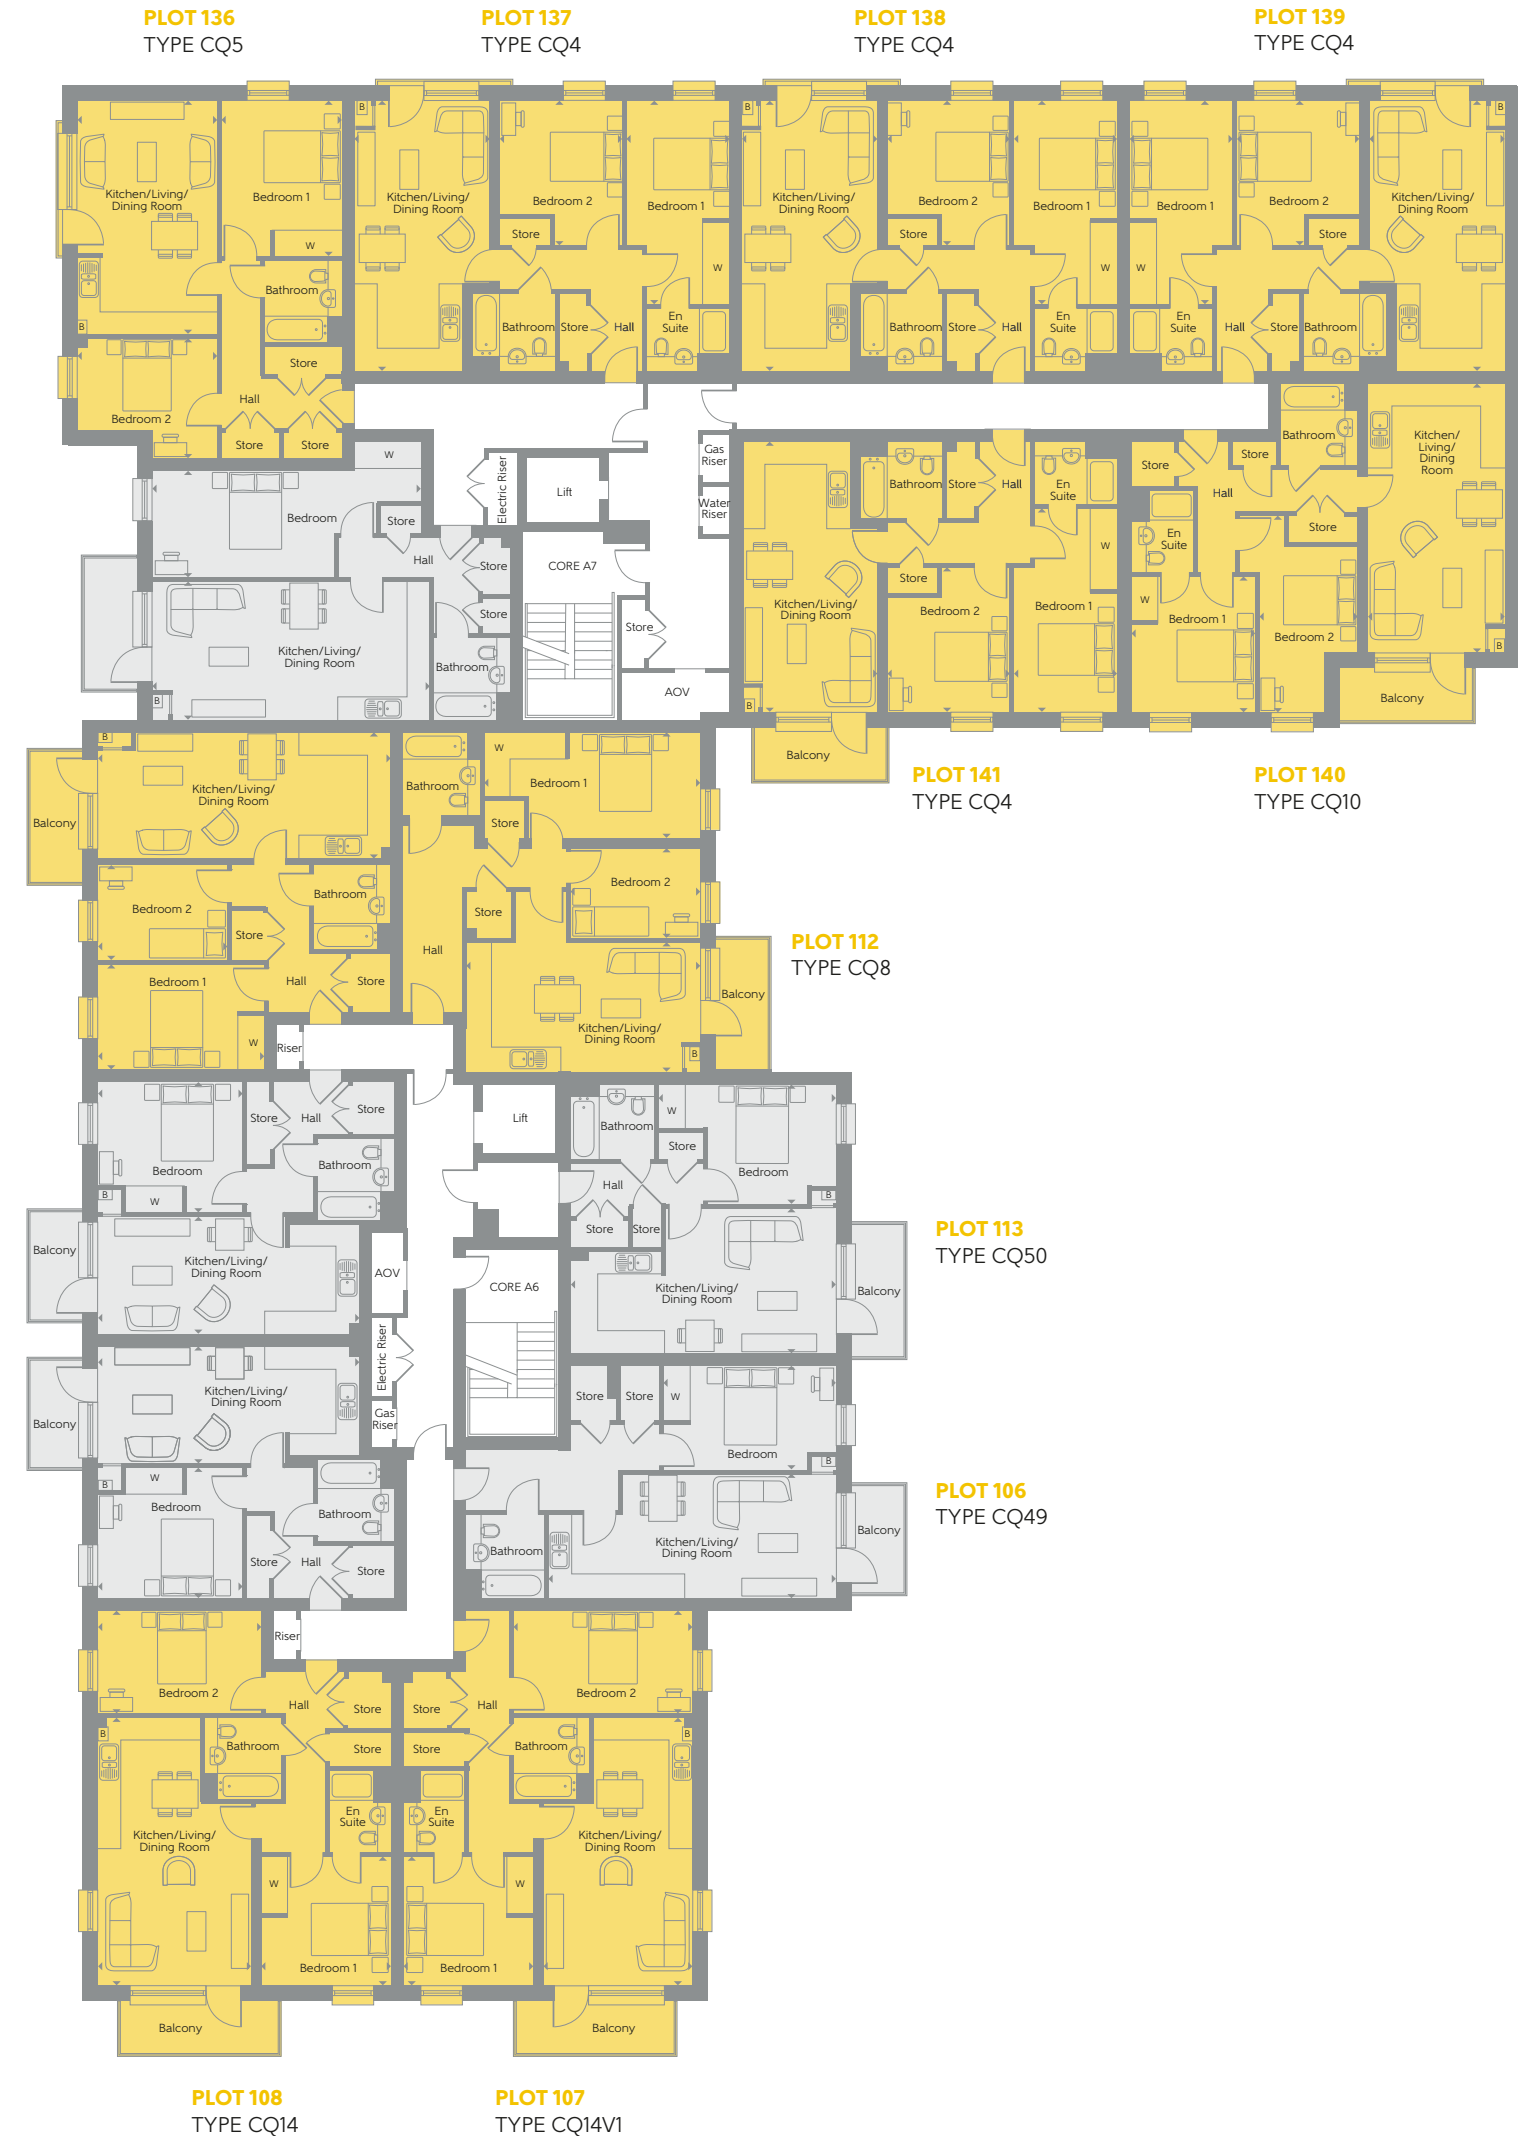 PLOT 136
TYPE CQ5
PLOT 137
TYPE CQ4
PLOT 138
TYPE CQ4
PLOT 139
TYPE CQ4
Kitchen/Living/
Dining Room
Bedroom 1
W
Bathroom
B
Store
Hall
Bedroom 2
Store
Store
B
Kitchen/Living/
Dining Room
Bedroom 2
Bedroom 1
Store
W
Bathroom
Store
Hall
En
Suite
B
Kitchen/Living/
Dining Room
Bedroom 2
Bedroom 1
Store
W
Bathroom
Store
Hall
En
Suite
Bedroom 1
Bedroom 2
B
Kitchen/Living/
Dining Room
W
Store
En
Suite
Hall
Store
Bathroom
W
Bedroom
Store
Hall
Store
Store
Kitchen/Living/
Dining Room
Bathroom
B
Electric Riser
Lift
Gas
Riser
Water
Riser
CORE A7
Store
AOV
Bathroom
Store
Hall
En
Suite
W
Store
Kitchen/Living/
Dining Room
Bedroom 2
Bedroom 1
B
Balcony
Bathroom
Kitchen/
Living/
Dining
Room
Store
Store
Hall
Store
En
Suite
W
Bedroom 1
Bedroom 2
B
Balcony
PLOT 141
TYPE CQ4
PLOT 140
TYPE CQ10
B
Kitchen/Living/
Dining Room
Balcony
Bedroom 2
Bathroom
Store
Bedroom 1
Hall
Store
W
Riser
W
Bathroom
Bedroom 1
Store
Bedroom 2
Store
Hall
Kitchen/Living/
Dining Room
Balcony
B
PLOT 112
TYPE CQ8
Store
Hall
Store
Bedroom
Bathroom
B
W
Balcony
Kitchen/Living/
Dining Room
AOV
Lift
CORE A6
Electric Riser
Gas
Riser
W
Bathroom
Store
Bedroom
Hall
B
Store
Store
Kitchen/Living/
Dining Room
Balcony
PLOT 113
TYPE CQ50
Kitchen/Living/
Dining Room
Balcony
B
W
Bedroom
Bathroom
Store
Hall
Store
Store
Store
W
Bedroom
B
Kitchen/Living/
Dining Room
Bathroom
Balcony
PLOT 106
TYPE CQ49
Riser
Bedroom 2
Hall
Store
B
Bathroom
Store
En
Suite
Kitchen/Living/
Dining Room
W
Bedroom 1
Balcony
Store
Hall
Bedroom 2
Store
Bathroom
B
En
Suite
Kitchen/Living/
Dining Room
W
Bedroom 1
Balcony
PLOT 108
TYPE CQ14
PLOT 107
TYPE CQ14V1